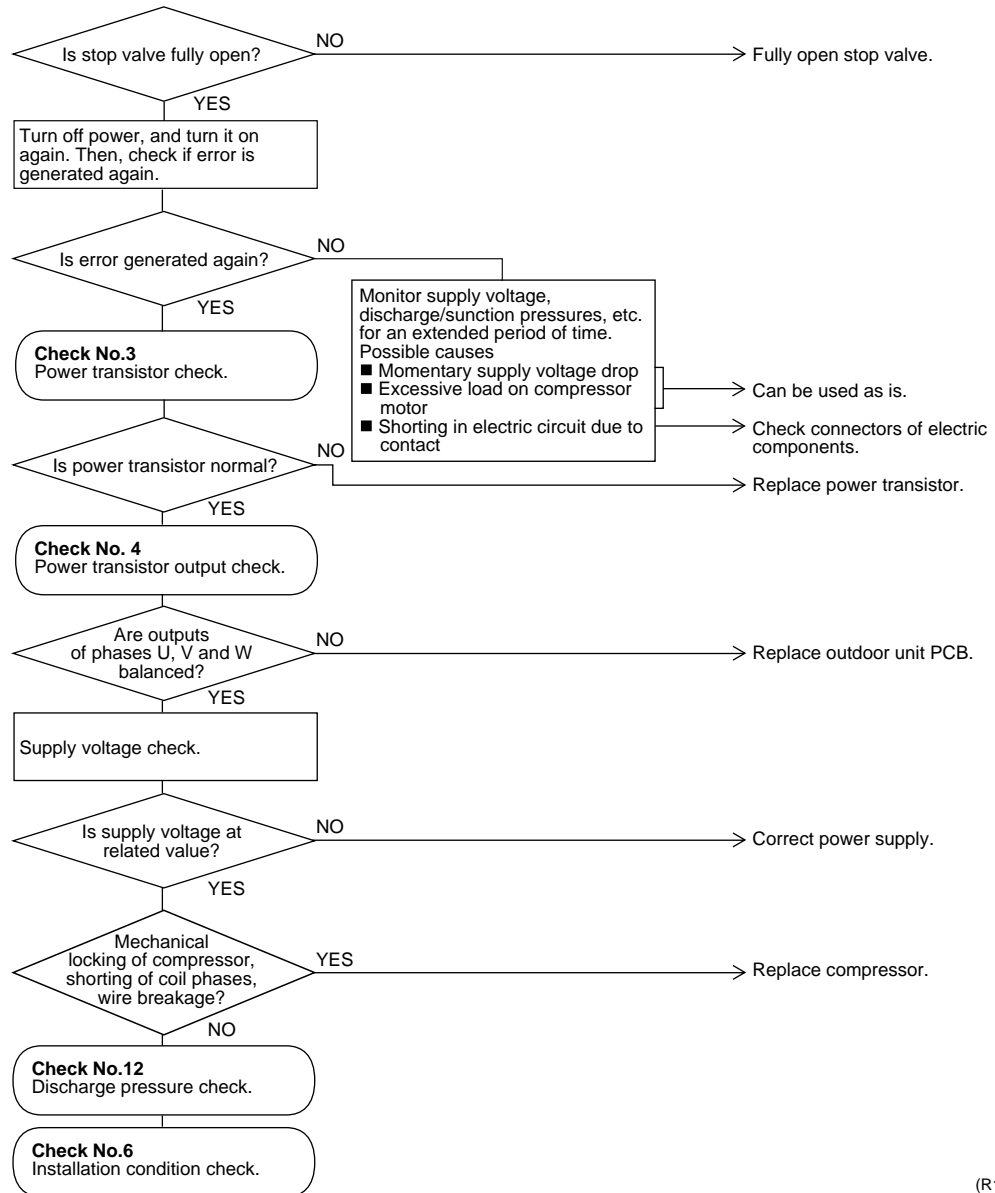 Is stop valve fully open?
NO
Fully open stop valve.
YES
Turn off power, and turn it on
again. Then, check if error is
generated again.
Is error generated again?
NO
YES
Monitor supply voltage,
discharge/sunction pressures, etc.
for an extended period of time.
Possible causes
■ Momentary supply voltage drop
■ Excessive load on compressor
motor
■ Shorting in electric circuit due to
contact
Can be used as is.
Check connectors of electric
components.
Check No.3
Power transistor check.
Is power transistor normal?
NO
Replace power transistor.
YES
Check No. 4
Power transistor output check.
Are outputs
of phases U, V and W
balanced?
NO
Replace outdoor unit PCB.
YES
Supply voltage check.
Is supply voltage at
related value?
NO
Correct power supply.
YES
Mechanical
locking of compressor,
shorting of coil phases,
wire breakage?
YES
Replace compressor.
NO
Check No.12
Discharge pressure check.
Check No.6
Installation condition check.